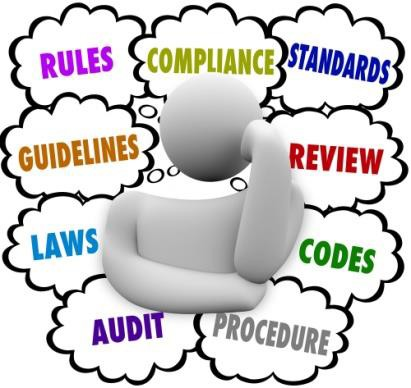 RULES
COMPLIANCE
STANDARDS
GUIDELINES
REVIEW
LAWS
CODES
AUDIT
PROCEDURE